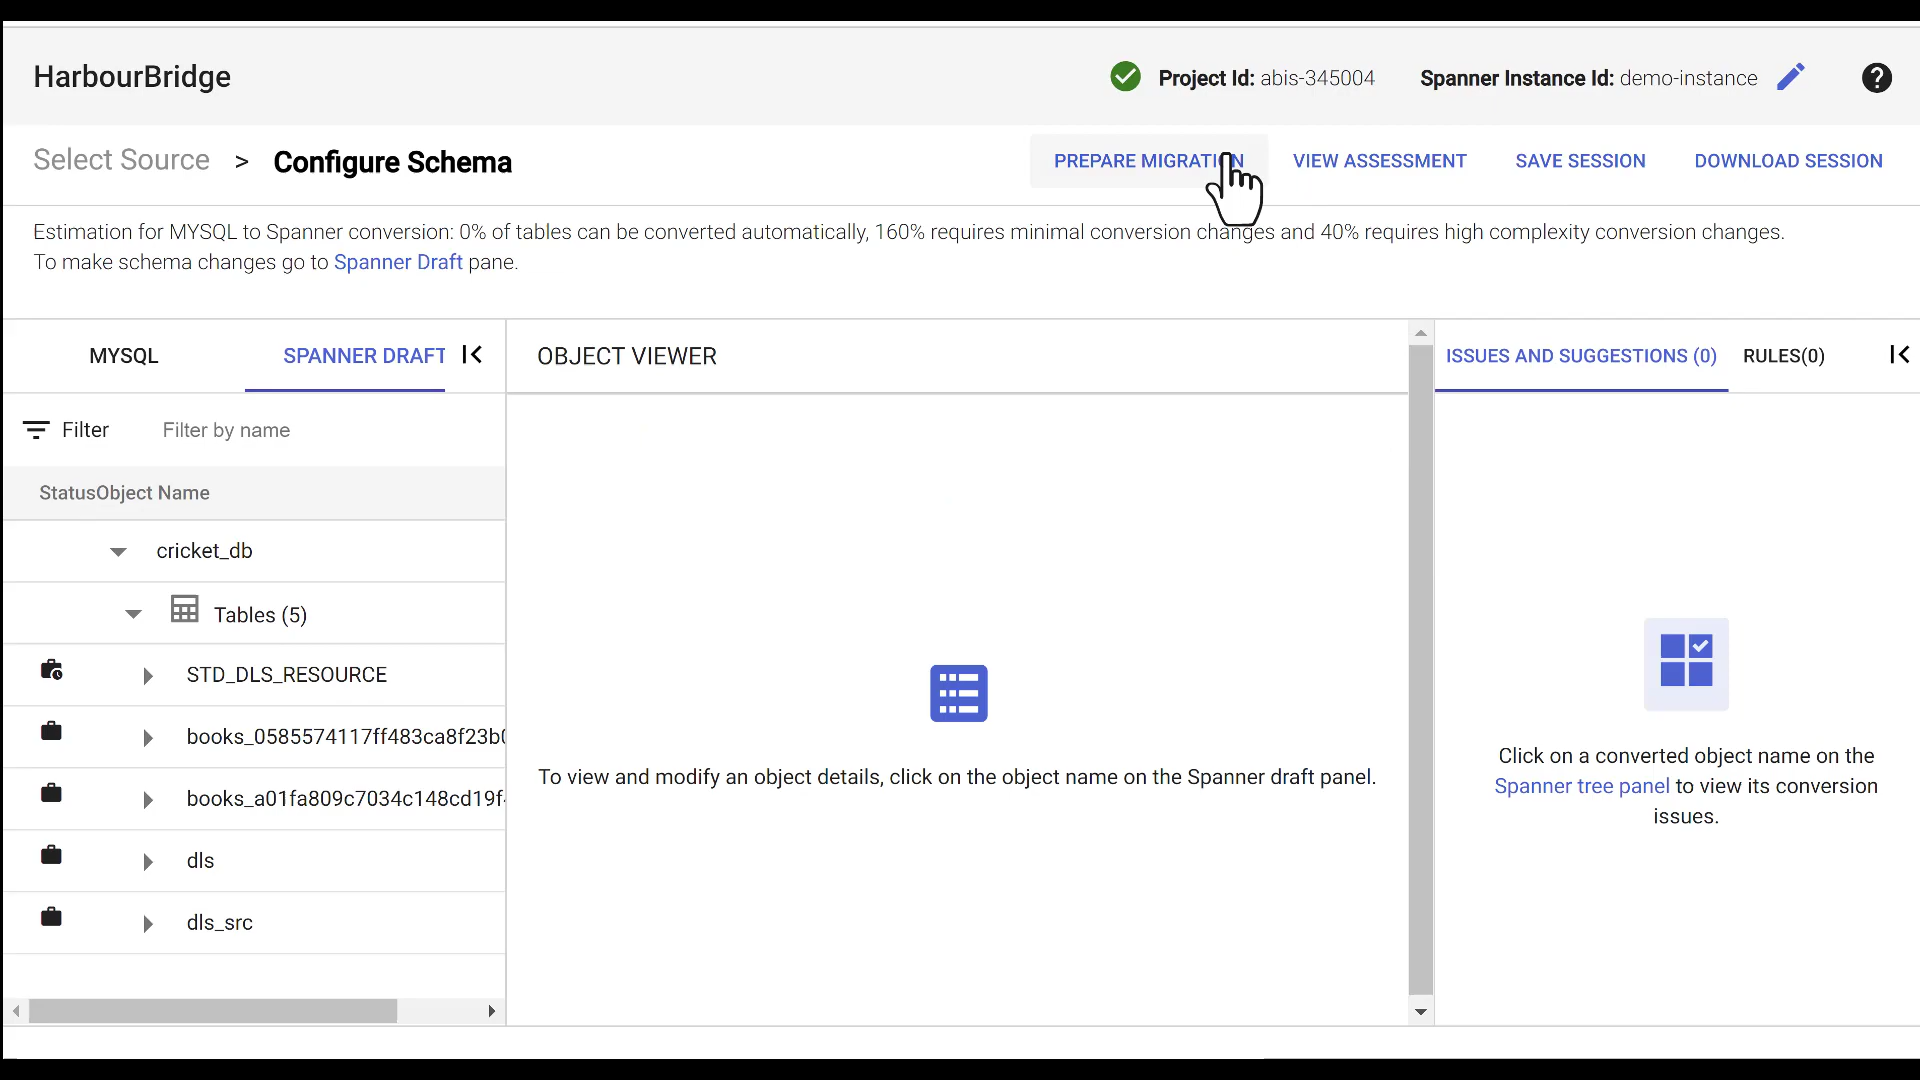 HarbourBridge
Project Id: abis-345004
Spanner Instance Id: demo-instance
Select Source > Configure Schema
PREPARE MIGRATION
VIEW ASSESSMENT
SAVE SESSION
DOWNLOAD SESSION
Estimation for MYSQL to Spanner conversion: 0% of tables can be converted automatically, 160% requires minimal conversion changes and 40% requires high complexity conversion changes.
To make schema changes go to Spanner Draft pane.
MYSQL
SPANNER DRAFT
Filter
Filter by name
StatusObject Name
cricket_db
Tables (5)
STD_DLS_RESOURCE
books_0585574117ff483ca8f23b0
books_a01fa809c7034c148cd19f
dls
dls_src
OBJECT VIEWER
To view and modify an object details, click on the object name on the Spanner draft panel.
ISSUES AND SUGGESTIONS (0)
RULES(0)
Click on a converted object name on the
Spanner tree panel to view its conversion
issues.